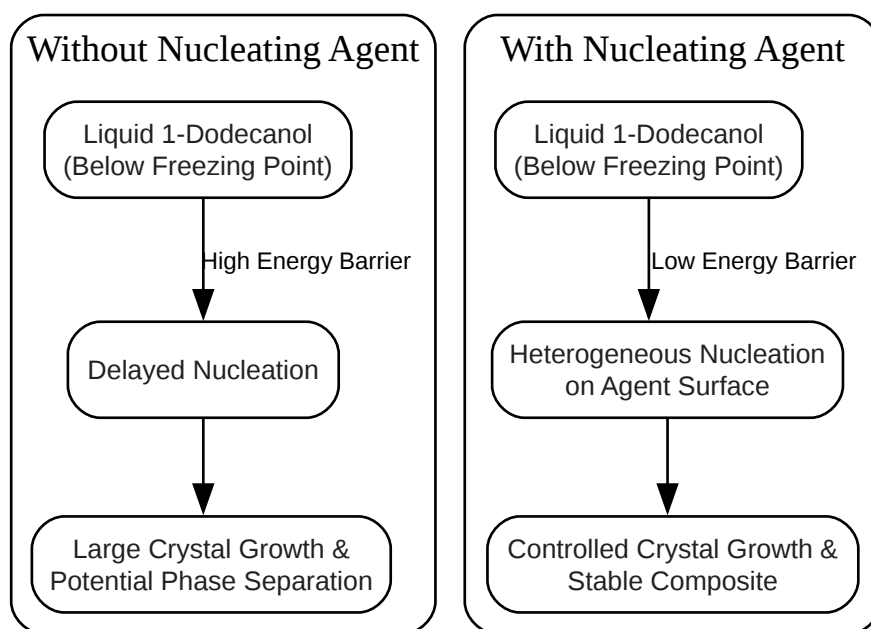 Without Nucleating Agent
Liquid 1-Dodecanol
(Below Freezing Point)
High Energy Barrier
Delayed Nucleation
Large Crystal Growth &
Potential Phase Separation
With Nucleating Agent
Liquid 1-Dodecanol
(Below Freezing Point)
Low Energy Barrier
Heterogeneous Nucleation
on Agent Surface
Controlled Crystal Growth &
Stable Composite